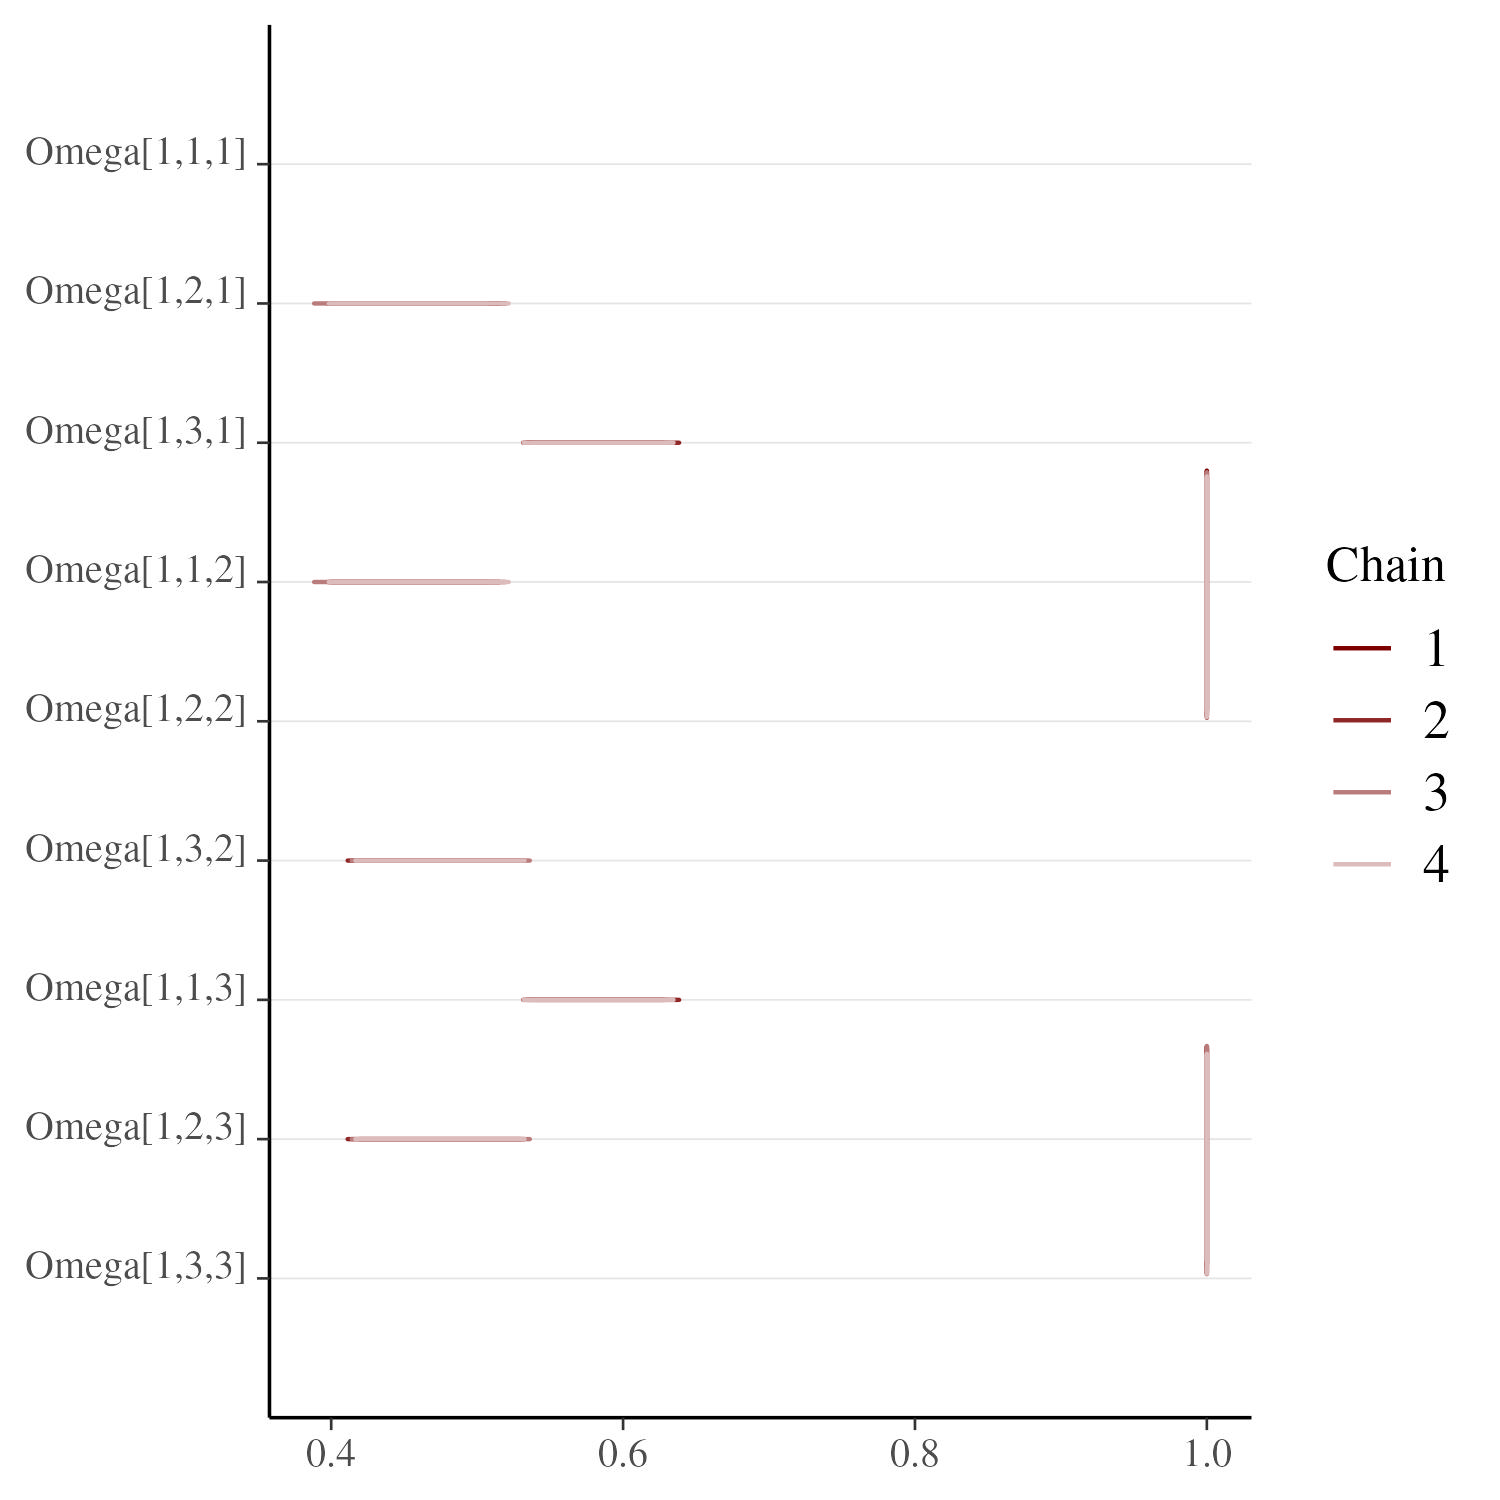 Omega[1,1,1]
Omega[1,2,1]
Omega[1,3,1]
Omega[1,1,2]
Omega[1,2,2]
Omega[1,3,2]
Omega[1,1,3]
Omega[1,2,3]
Omega[1,3,3]
0.4 0.6 0.8 1.0
Chain
1
2
3
4